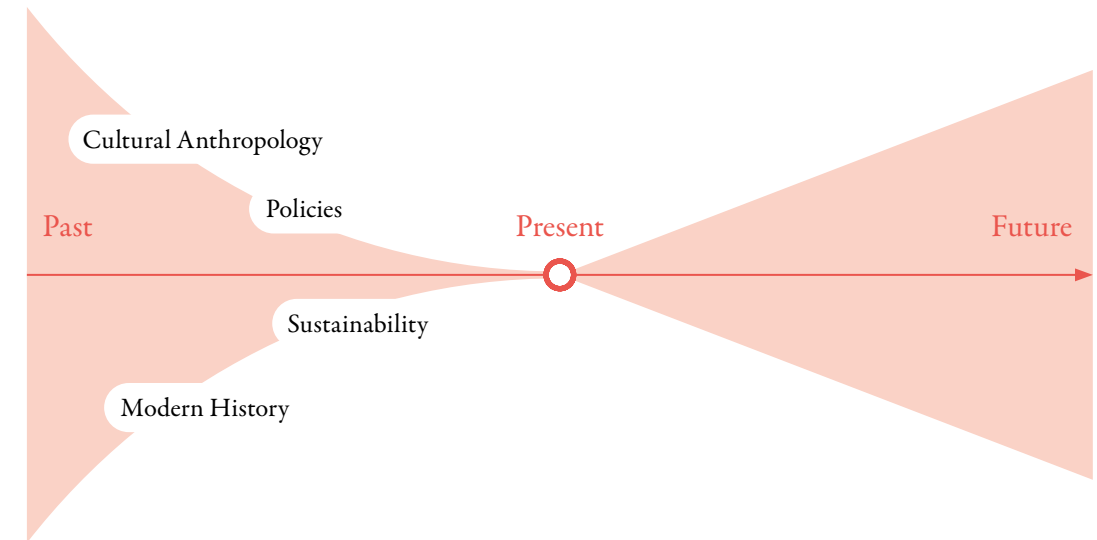 Cultural Anthropology
Policies
Past
Present
Future
Sustainability
Modern History